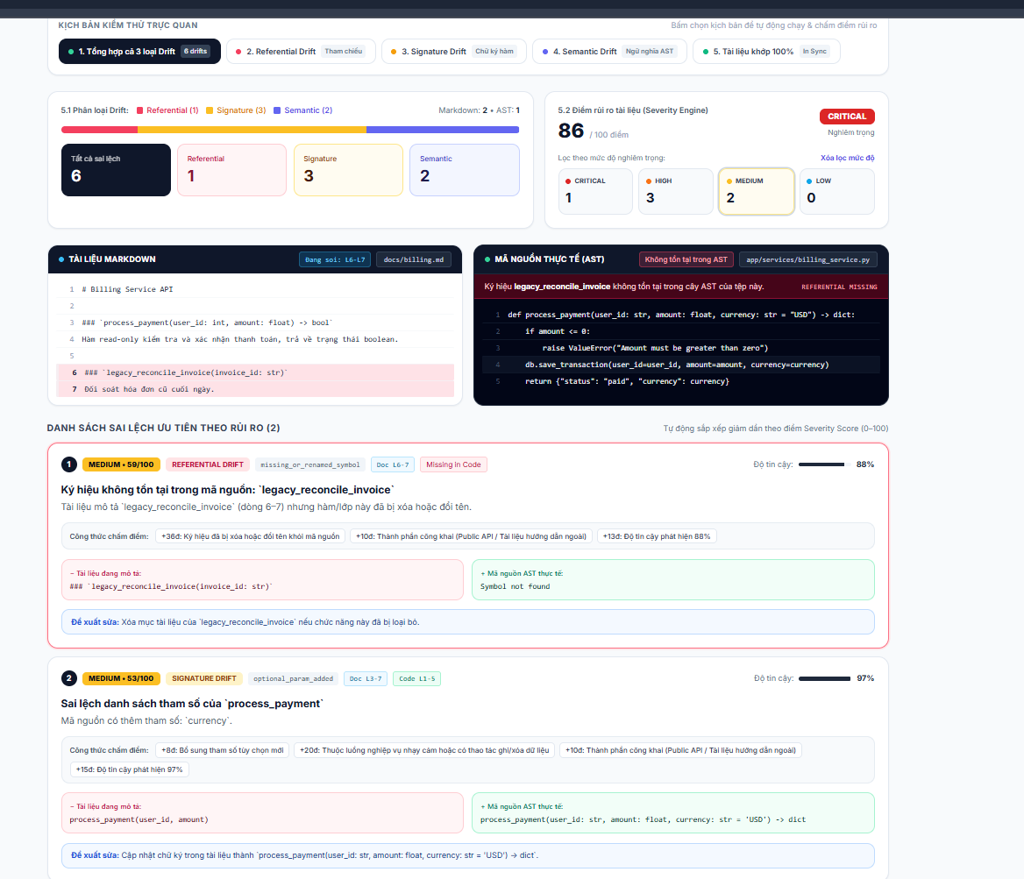 KỊCH BẢN KIỂM THỬ TRỰC QUAN
Bấm chọn kịch bản để tự động chạy & chấm điểm rủi ro
1. Tổng hợp cả 3 loại Drift 6 drifts
2. Referential Drift Tham chiếu
3. Signature Drift Chữ ký hàm
4. Semantic Drift Ngữ nghĩa AST
5. Tài liệu khớp 100% In Sync
5.1 Phân loại Drift: Referential (1) Signature (3) Semantic (2)
Markdown: 2 • AST: 1
Tất cả sai lệch
6
Referential
1
Signature
3
Semantic
2
5.2 Điểm rủi ro tài liệu (Severity Engine)
86 / 100 điểm
CRITICAL
Nghiêm trọng
Lọc theo mức độ nghiêm trọng:
Xóa lọc mức độ
CRITICAL
1
HIGH
3
MEDIUM
2
LOW
0
TÀI LIỆU MARKDOWN
Đang soi: L6-L7
docs/billing.md
1 # Billing Service API
2
3 ### `process_payment(user_id: int, amount: float) -> bool`
4 Hàm read-only kiểm tra và xác nhận thanh toán, trả về trạng thái boolean.
5
6 ### `legacy_reconcile_invoice(invoice_id: str)`
7 Đối soát hóa đơn cũ cuối ngày.
MÃ NGUỒN THỰC TẾ (AST)
Không tồn tại trong AST
app/services/billing_service.py
Ký hiệu legacy_reconcile_invoice không tồn tại trong cây AST của tệp này.
REFERENTIAL MISSING
1 def process_payment(user_id: str, amount: float, currency: str = "USD") -> dict:
2 if amount <= 0:
3 raise ValueError("Amount must be greater than zero")
4 db.save_transaction(user_id=user_id, amount=amount, currency=currency)
5 return {"status": "paid", "currency": currency}
DANH SÁCH SAI LỆCH ƯU TIÊN THEO RỦI RO (2)
Tự động sắp xếp giảm dần theo điểm Severity Score (0–100)
1 MEDIUM • 59/100 REFERENTIAL DRIFT missing_or_renamed_symbol Doc L6-7 Missing in Code
Độ tin cậy: 88%
Ký hiệu không tồn tại trong mã nguồn: `legacy_reconcile_invoice`
Tài liệu mô tả `legacy_reconcile_invoice` (dòng 6–7) nhưng hàm/lớp này đã bị xóa hoặc đổi tên.
Công thức chấm điểm: +36đ: Ký hiệu đã bị xóa hoặc đổi tên khỏi mã nguồn +10đ: Thành phần công khai (Public API / Tài liệu hướng dẫn ngoài) +13đ: Độ tin cậy phát hiện 88%
− Tài liệu đang mô tả:
### `legacy_reconcile_invoice(invoice_id: str)`
+ Mã nguồn AST thực tế:
Symbol not found
Đề xuất sửa: Xóa mục tài liệu của `legacy_reconcile_invoice` nếu chức năng này đã bị loại bỏ.
2 MEDIUM • 53/100 SIGNATURE DRIFT optional_param_added Doc L3-7 Code L1-5
Độ tin cậy: 97%
Sai lệch danh sách tham số của `process_payment`
Mã nguồn có thêm tham số: `currency`.
Công thức chấm điểm: +8đ: Bổ sung tham số tùy chọn mới +20đ: Thuộc luồng nghiệp vụ nhạy cảm hoặc có thao tác ghi/xóa dữ liệu +10đ: Thành phần công khai (Public API / Tài liệu hướng dẫn ngoài)
+15đ: Độ tin cậy phát hiện 97%
− Tài liệu đang mô tả:
process_payment(user_id, amount)
+ Mã nguồn AST thực tế:
process_payment(user_id: str, amount: float, currency: str = 'USD') -> dict
Đề xuất sửa: Cập nhật chữ ký trong tài liệu thành `process_payment(user_id: str, amount: float, currency: str = 'USD') -> dict`.